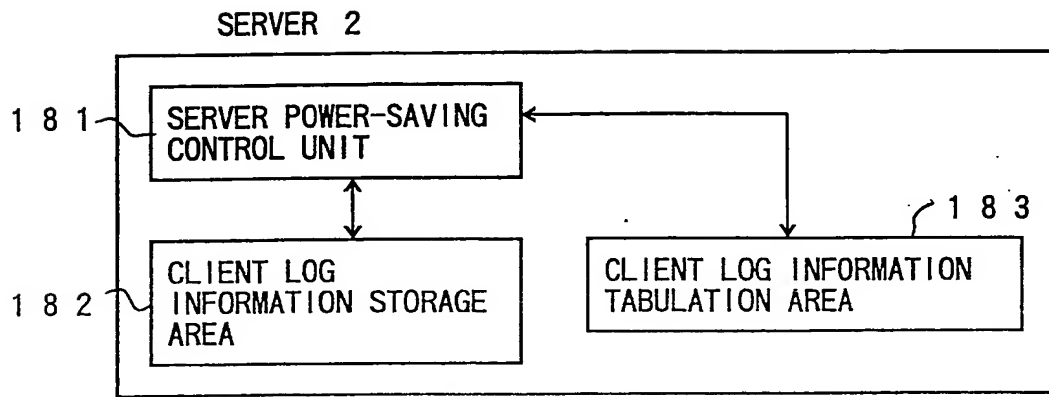 SERVER 2
181
SERVER POWER-SAVING
CONTROL UNIT
183
182
CLIENT LOG
INFORMATION STORAGE
AREA
CLIENT LOG INFORMATION
TABULATION AREA